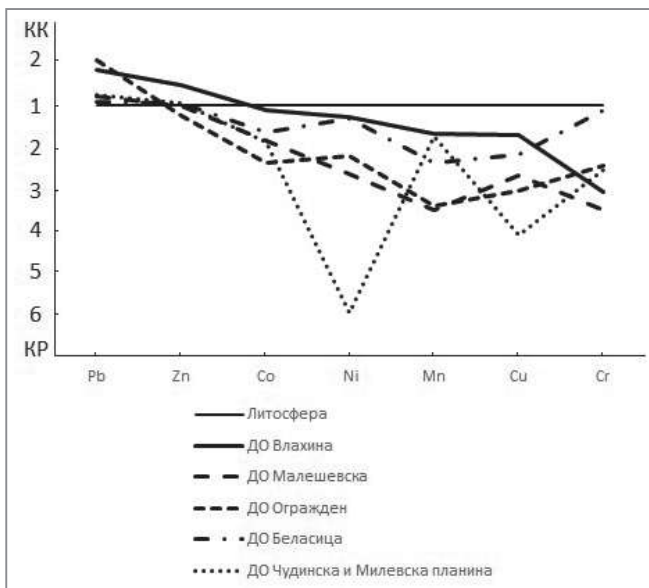 КК
2
1
2
3
4
5
6
КР
Pb Zn Co Ni Mn Cu Cr
Литосфера
ДО Влахина
ДО Малешевска
ДО Огражден
ДО Беласица
ДО Чудинска и Милевска планина